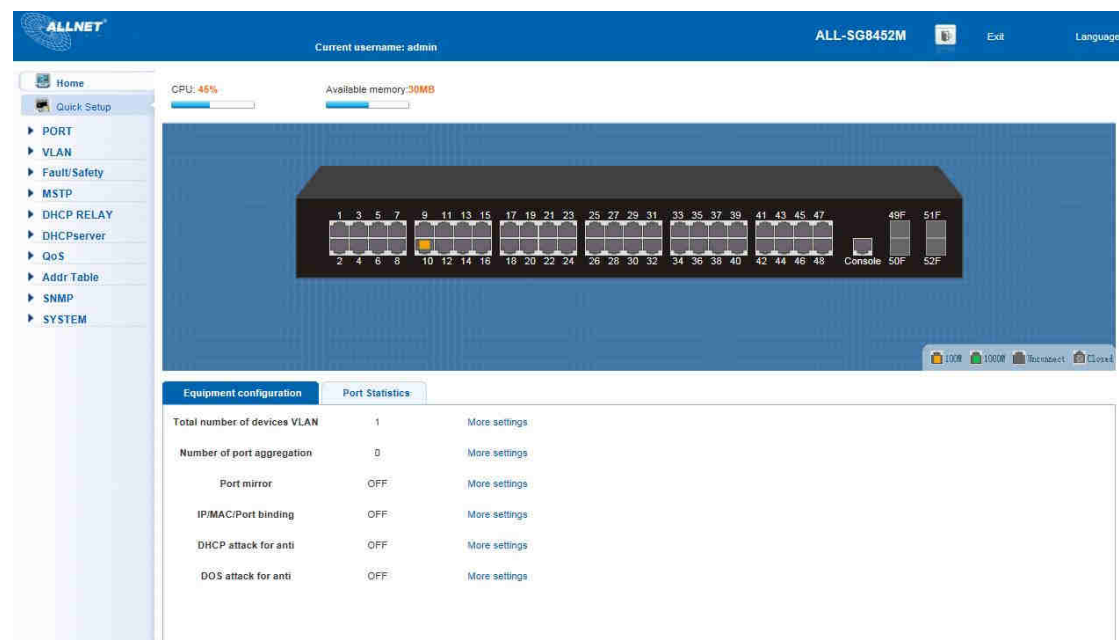 ALLNET
Current username: admin
ALL-SG8452M
Exit
Language
Home
Quick Setup
PORT
VLAN
Fault/Safety
MSTP
DHCP RELAY
DHCPserver
QoS
Addr Table
SNMP
SYSTEM
CPU: 45%
Available memory:30MB
1 3 5 7 9 11 13 15 17 19 21 23 25 27 29 31 33 35 37 39 41 43 45 47 49F 51F
2 4 6 8 10 12 14 16 18 20 22 24 26 28 30 32 34 36 38 40 42 44 46 48 Console 50F 52F
100M 1000M Unconnect Closed
Equipment configuration
Port Statistics
Total number of devices VLAN 1 More settings
Number of port aggregation 0 More settings
Port mirror OFF More settings
IP/MAC/Port binding OFF More settings
DHCP attack for anti OFF More settings
DOS attack for anti OFF More settings